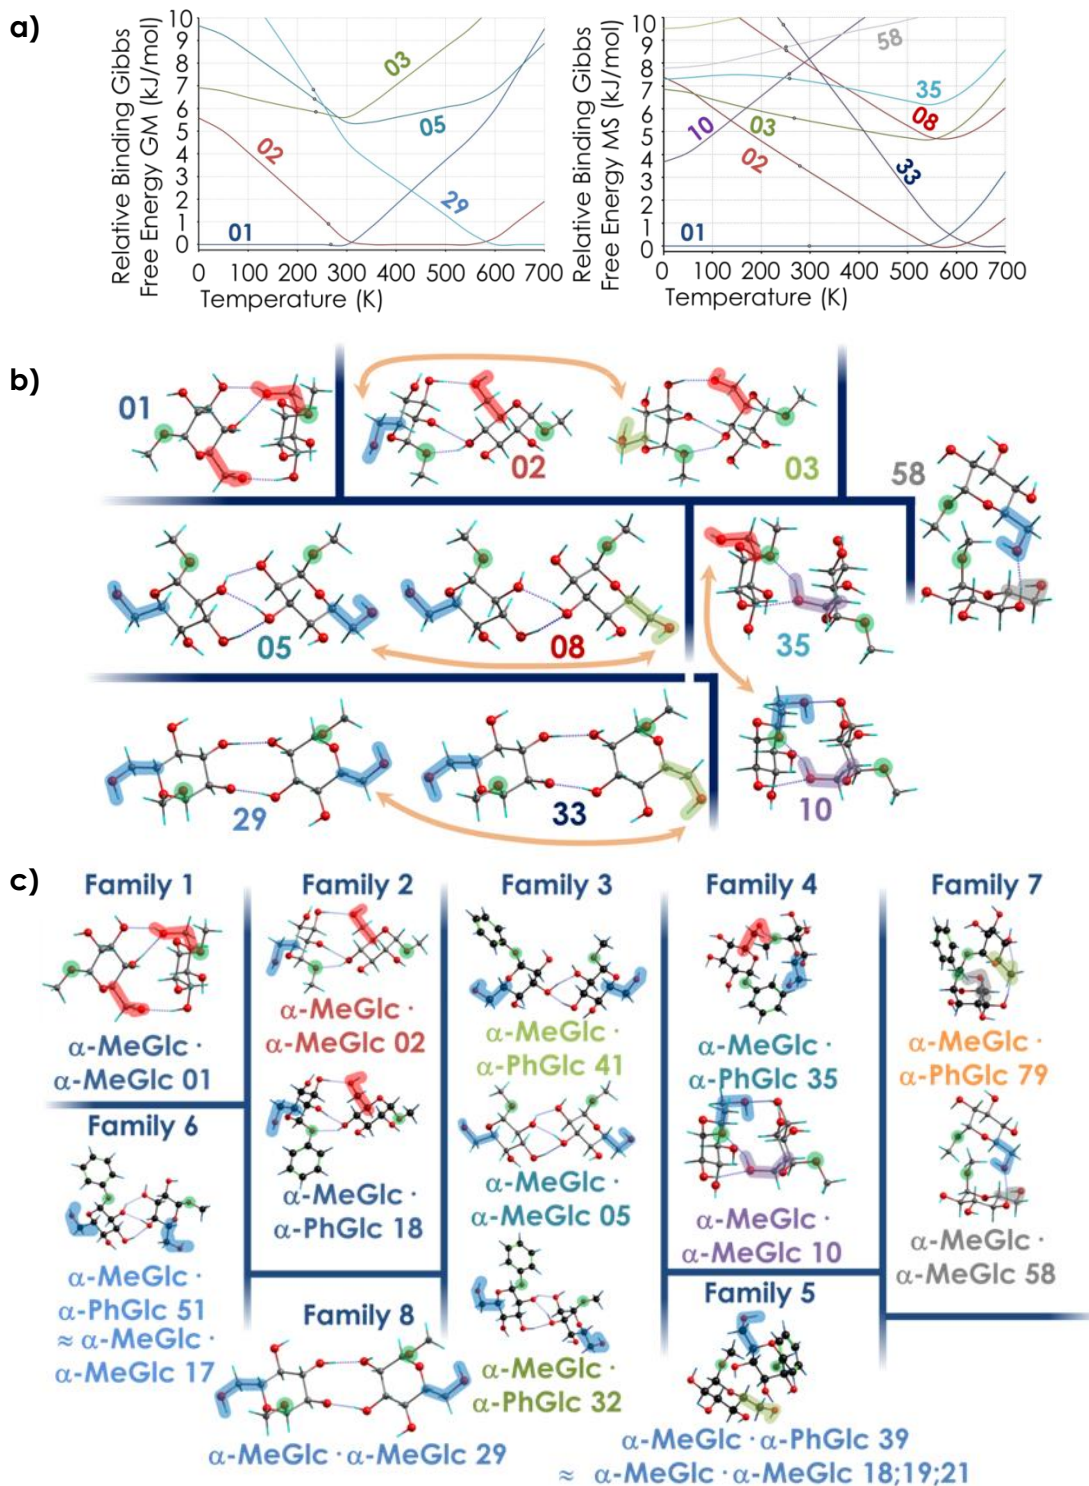 a)
Relative Binding Gibbs
Free Energy GM (kJ/mol)
10
9
8
7
6
5
4
3
2
1
0
03
05
02
29
01
0 100 200 300 400 500 600 700
Temperature (K)
Relative Binding Gibbs
Free Energy MS (kJ/mol)
10
9
8
7
6
5
4
3
2
1
0
58
35
10
03
08
02
33
01
0 100 200 300 400 500 600 700
Temperature (K)
b)
01
02
03
58
05
08
35
29
33
10
c)
Family 1
α-MeGlc ·
α-MeGlc 01
Family 6
α-MeGlc ·
α-PhGlc 51
≈ α-MeGlc ·
α-MeGlc 17
Family 2
α-MeGlc ·
α-MeGlc 02
α-MeGlc ·
α-PhGlc 18
Family 8
α-MeGlc · α-MeGlc 29
Family 3
α-MeGlc ·
α-PhGlc 41
α-MeGlc ·
α-MeGlc 05
α-MeGlc ·
α-PhGlc 32
Family 4
α-MeGlc ·
α-PhGlc 35
α-MeGlc ·
α-MeGlc 10
Family 5
α-MeGlc · α-PhGlc 39
≈ α-MeGlc · α-MeGlc 18;19;21
Family 7
α-MeGlc ·
α-PhGlc 79
α-MeGlc ·
α-MeGlc 58